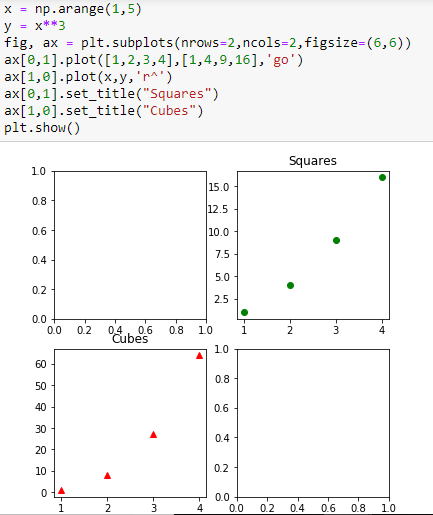 x = np.arange(1,5)
y = x**3
fig, ax = plt.subplots(nrows=2,ncols=2,figsize=(6,6))
ax[0,1].plot([1,2,3,4],[1,4,9,16],'go')
ax[1,0].plot(x,y,'r^')
ax[0,1].set_title("Squares")
ax[1,0].set_title("Cubes")
plt.show()
1.0
0.8
0.6
0.4
0.2
0.0
0.0 0.2 0.4 0.6 0.8 1.0
Squares
15.0
12.5
10.0
7.5
5.0
2.5
1 2 3 4
Cubes
60
50
40
30
20
10
0
1 2 3 4
1.0
0.8
0.6
0.4
0.2
0.0
0.0 0.2 0.4 0.6 0.8 1.0